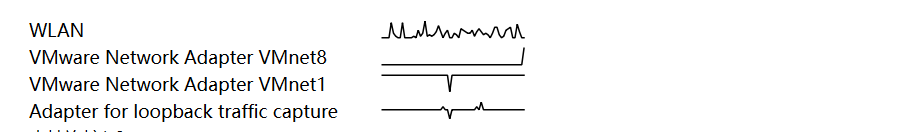 WLAN
VMware Network Adapter VMnet8
VMware Network Adapter VMnet1
Adapter for loopback traffic capture